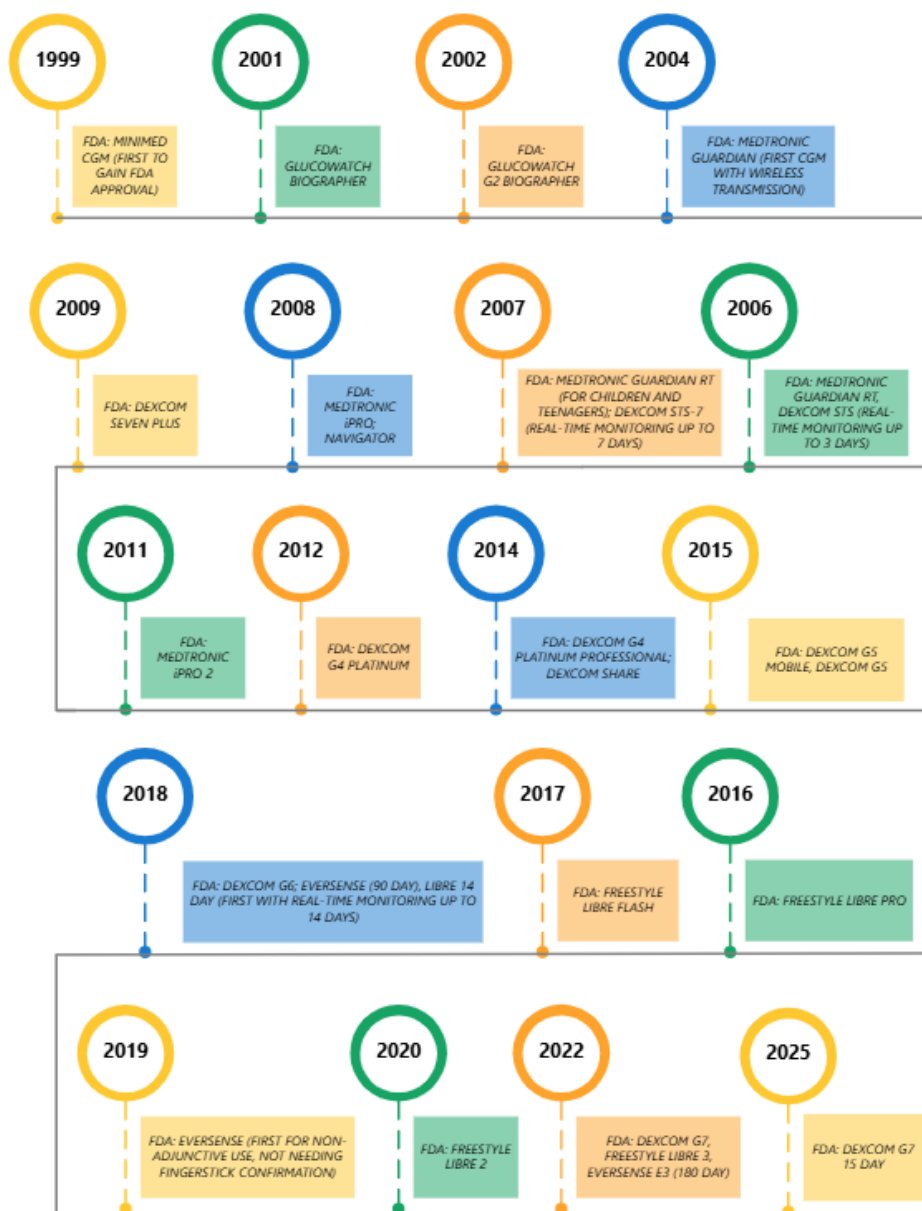 1999
2001
2002
2004
FDA: MINIMED
CGM (FIRST TO
GAIN FDA
APPROVAL)
FDA:
GLUCOWATCH
BIOGRAPHER
FDA:
GLUCOWATCH
G2 BIOGRAPHER
FDA: MEDTRONIC
GUARDIAN (FIRST CGM
WITH WIRELESS
TRANSMISSION)
2009
2008
2007
2006
FDA: DEXCOM
SEVEN PLUS
FDA:
MEDTRONIC
iPRO;
NAVIGATOR
FDA: MEDTRONIC GUARDIAN RT
(FOR CHILDREN AND
TEENAGERS); DEXCOM STS-7
(REAL-TIME MONITORING UP TO
7 DAYS)
FDA: MEDTRONIC
GUARDIAN RT,
DEXCOM STS (REAL-
TIME MONITORING UP
TO 3 DAYS)
2011
2012
2014
2015
FDA:
MEDTRONIC
iPRO 2
FDA: DEXCOM
G4 PLATINUM
FDA: DEXCOM G4
PLATINUM PROFESSIONAL;
DEXCOM SHARE
FDA: DEXCOM G5
MOBILE, DEXCOM G5
2018
2017
2016
FDA: DEXCOM G6; EVERSENSE (90 DAY), LIBRE 14
DAY (FIRST WITH REAL-TIME MONITORING UP TO
14 DAYS)
FDA: FREESTYLE
LIBRE FLASH
FDA: FREESTYLE LIBRE PRO
2019
2020
2022
2025
FDA: EVERSENSE (FIRST FOR NON-
ADJUNCTIVE USE, NOT NEEDING
FINGERSTICK CONFIRMATION)
FDA: FREESTYLE
LIBRE 2
FDA: DEXCOM G7,
FREESTYLE LIBRE 3,
EVERSENSE E3 (180 DAY)
FDA: DEXCOM G7
15 DAY